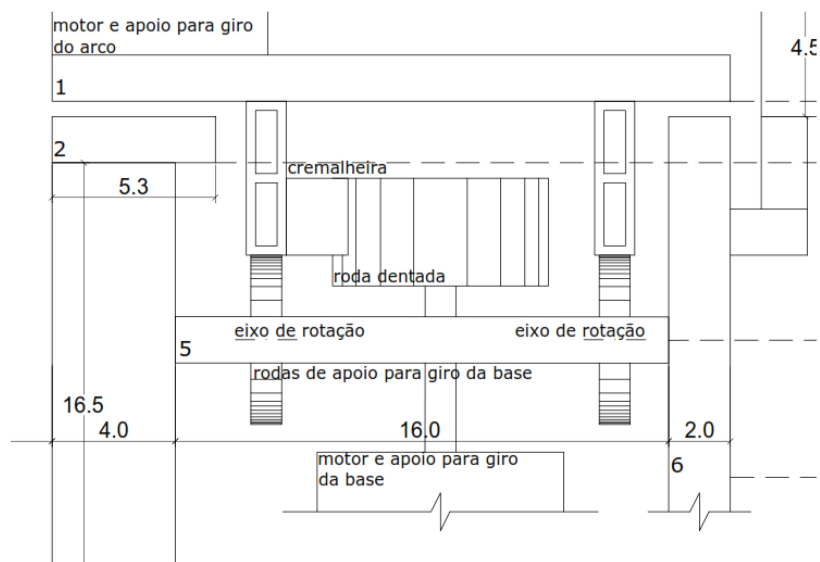 motor e apoio para giro
do arco
4.5
1
2
cremalheira
5.3
roda dentada
eixo de rotação
eixo de rotação
5
rodas de apoio para giro da base
16.5
4.0
16.0
2.0
motor e apoio para giro
da base
6